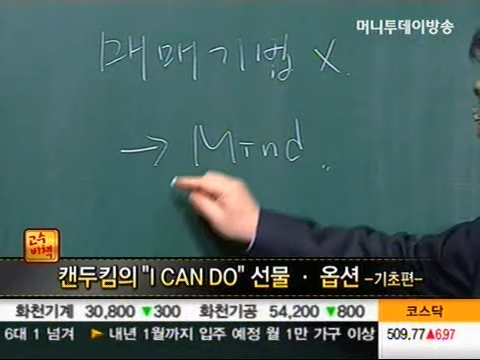 머니투데이방송
매매기법 X.
→ Mind.
고수
비책
캔두킴의 "I CAN DO" 선물 · 옵션 -기초편-
화천기계 30,800 ▼300 화천기공 54,200 ▼800 코스닥
6대 1 넘겨 ▶ 내년 1월까지 입주 예정 월 1만 가구 이상 509.77▲6.97